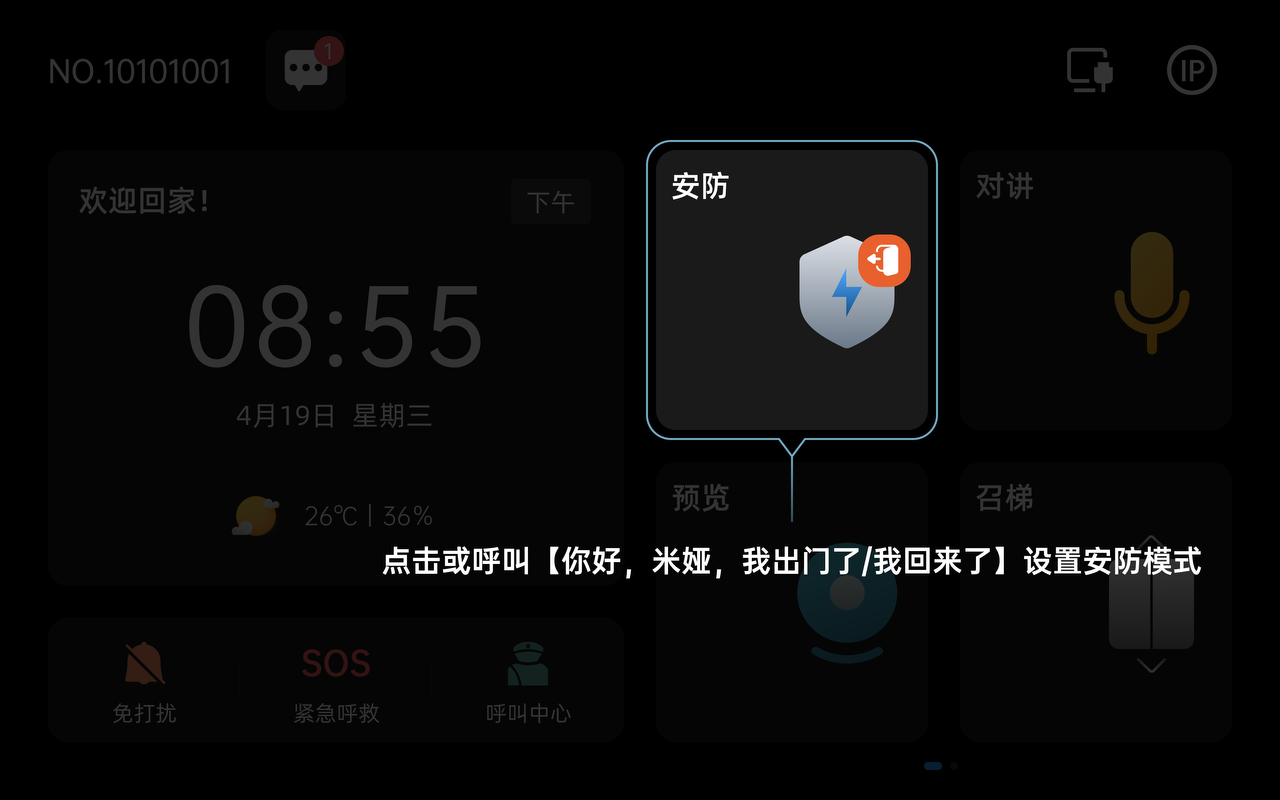 NO.10101001
1
IP
欢迎回家！
下午
08:55
4月19日 星期三
26℃ | 36%
免打扰
SOS
紧急呼救
呼叫中心
安防
对讲
预览
召梯
点击或呼叫【你好，米娅，我出门了/我回来了】设置安防模式